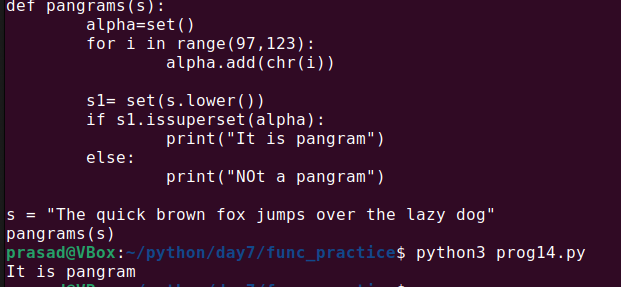 def pangrams(s):
        alpha=set()
        for i in range(97,123):
                alpha.add(chr(i))

        s1= set(s.lower())
        if s1.issuperset(alpha):
                print("It is pangram")
        else:
                print("NOt a pangram")

s = "The quick brown fox jumps over the lazy dog"
pangrams(s)
prasad@VBox:~/python/day7/func_practice$ python3 prog14.py
It is pangram